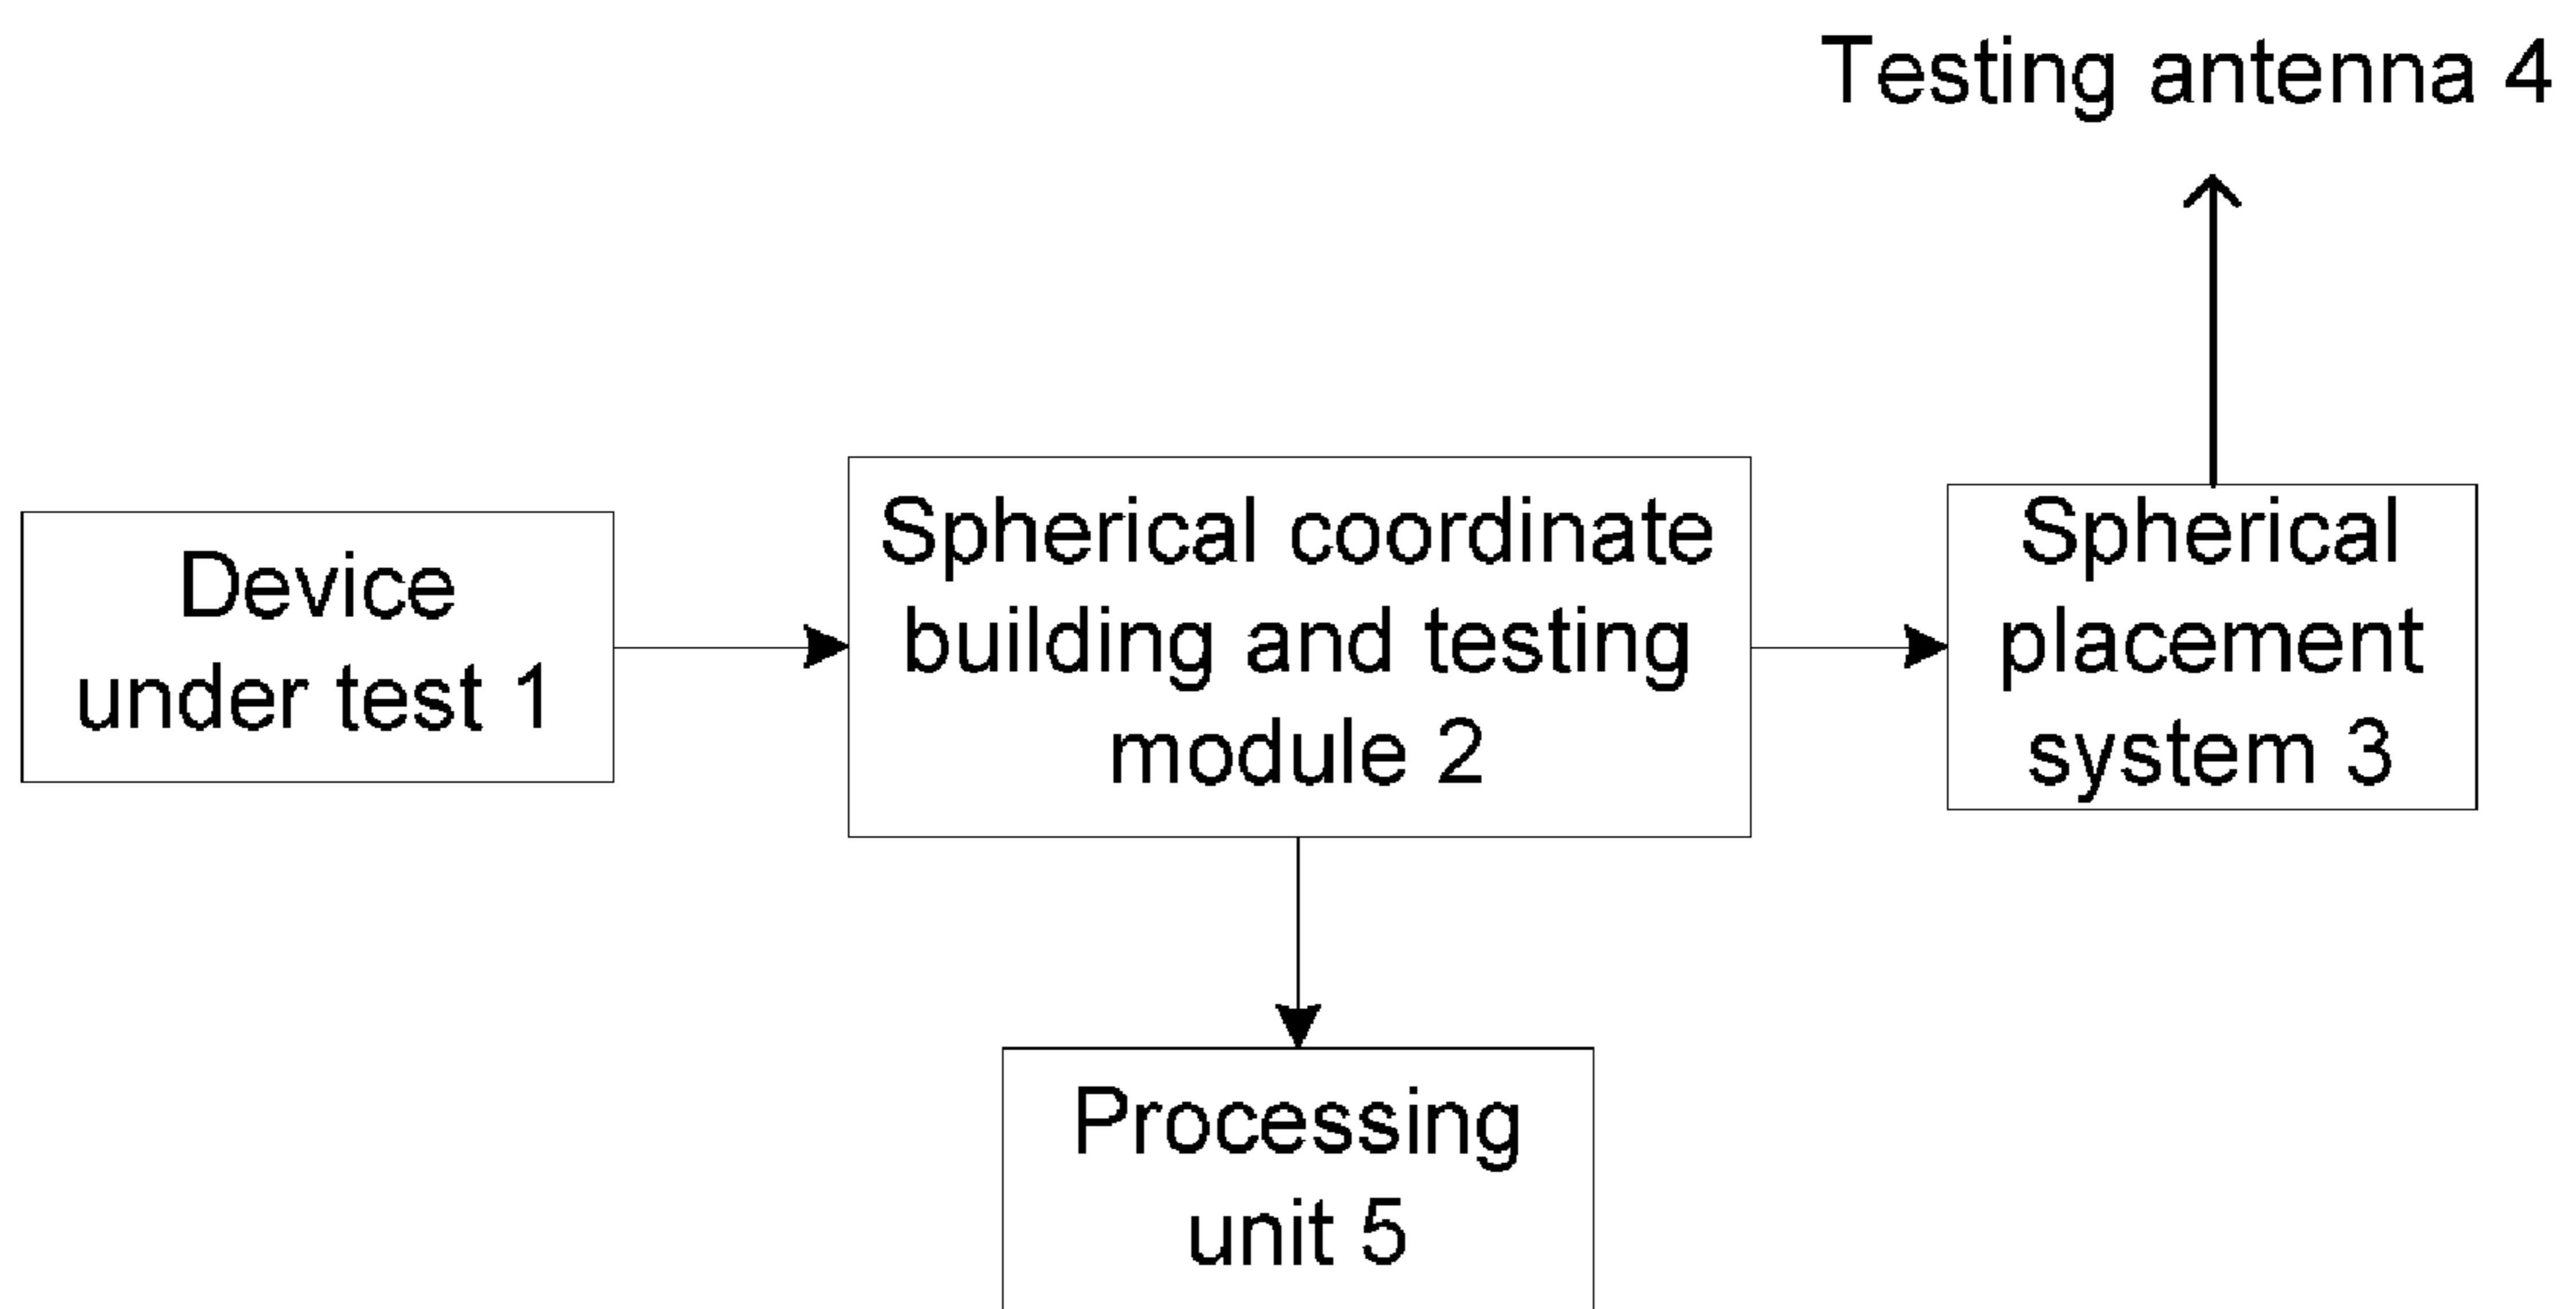 Testing antenna 4
Device
under test 1
Spherical coordinate
building and testing
module 2
Spherical
placement
system 3
Processing
unit 5